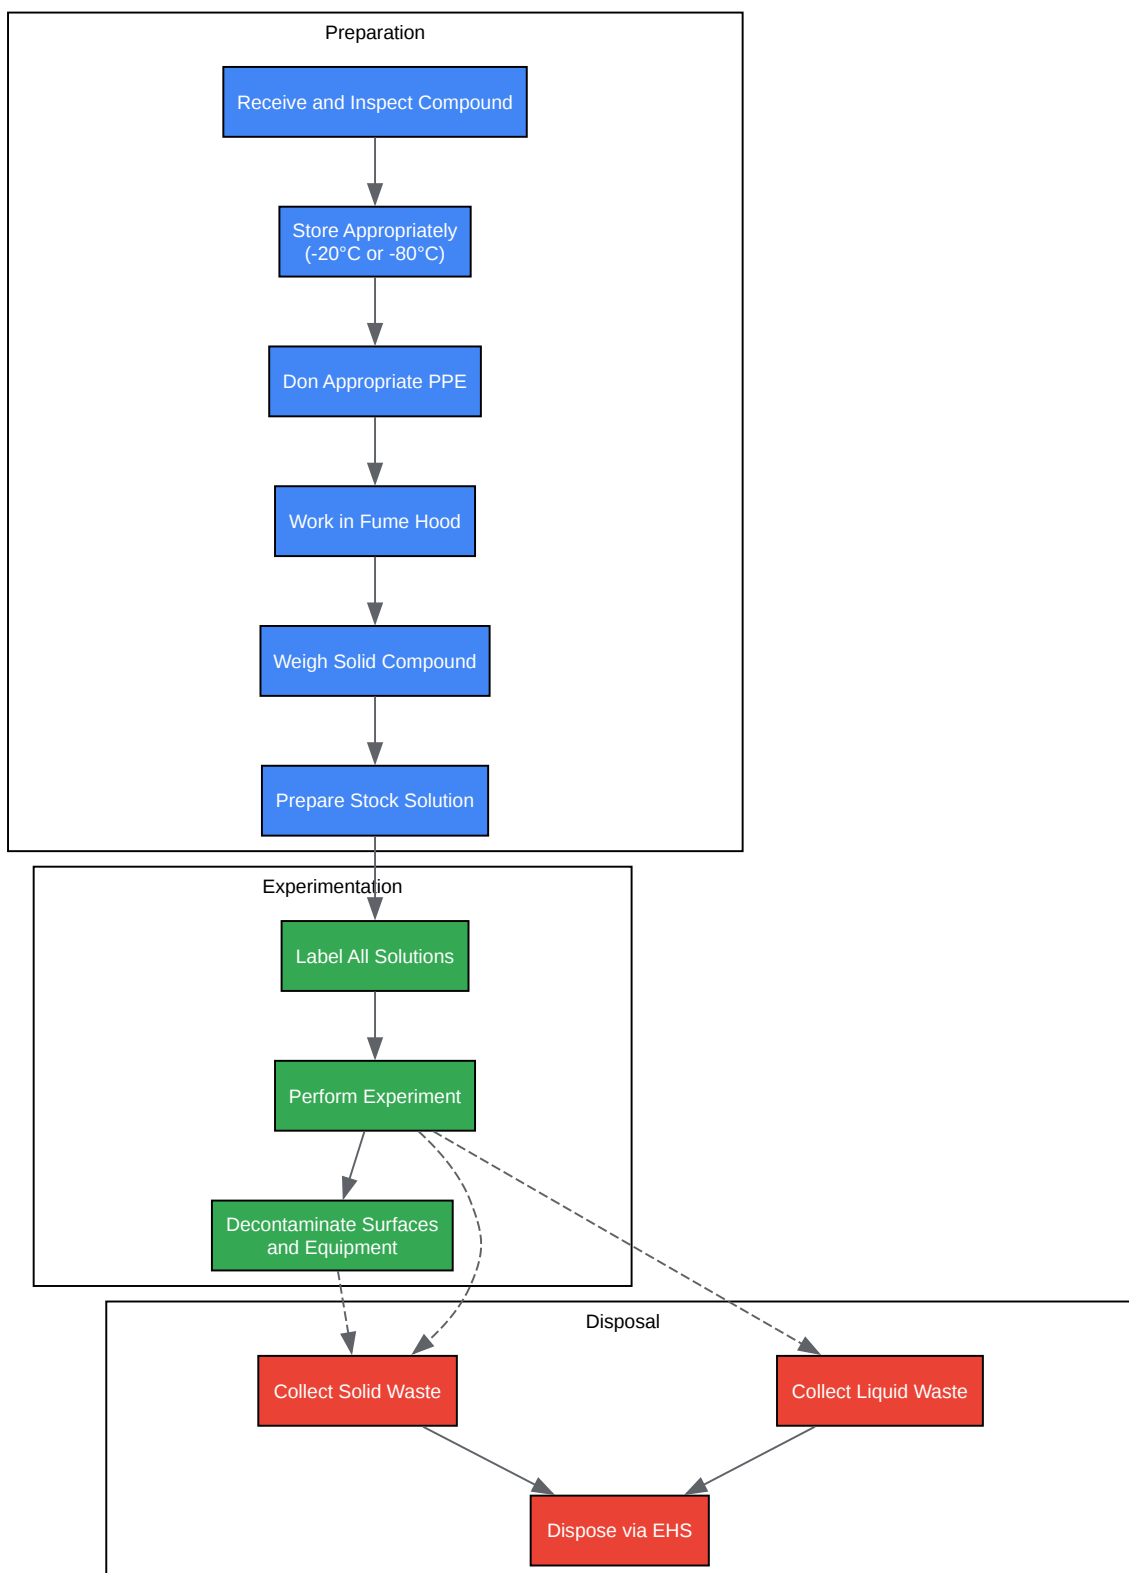 Preparation
Receive and Inspect Compound
Store Appropriately
(-20°C or -80°C)
Don Appropriate PPE
Work in Fume Hood
Weigh Solid Compound
Prepare Stock Solution
Experimentation
Label All Solutions
Perform Experiment
Decontaminate Surfaces
and Equipment
Disposal
Collect Solid Waste
Collect Liquid Waste
Dispose via EHS